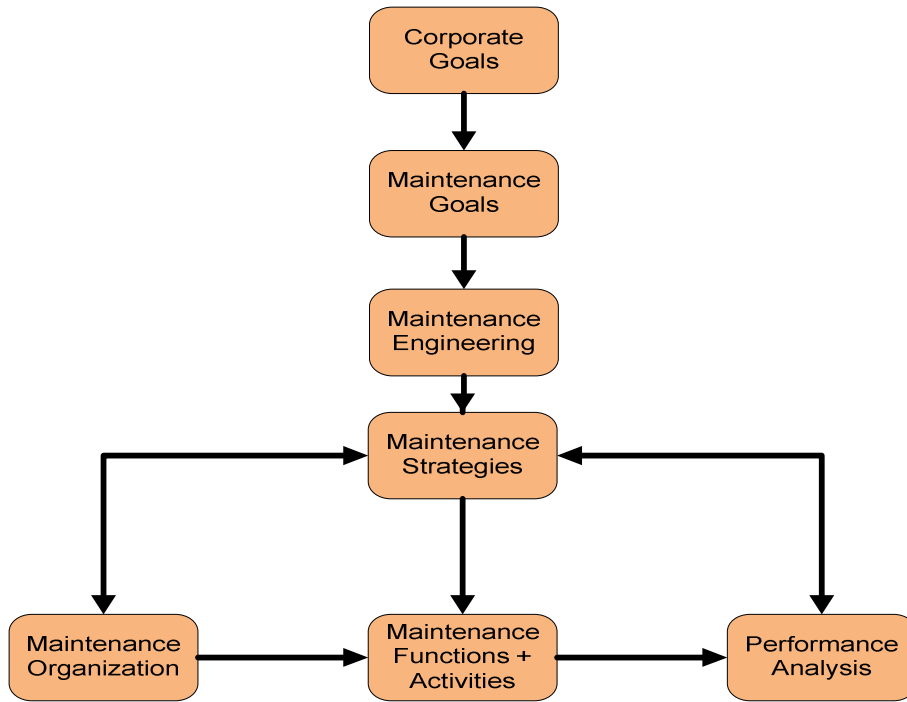 Corporate
Goals
Maintenance
Goals
Maintenance
Engineering
Maintenance
Strategies
Maintenance
Organization
Maintenance
Functions +
Activities
Performance
Analysis